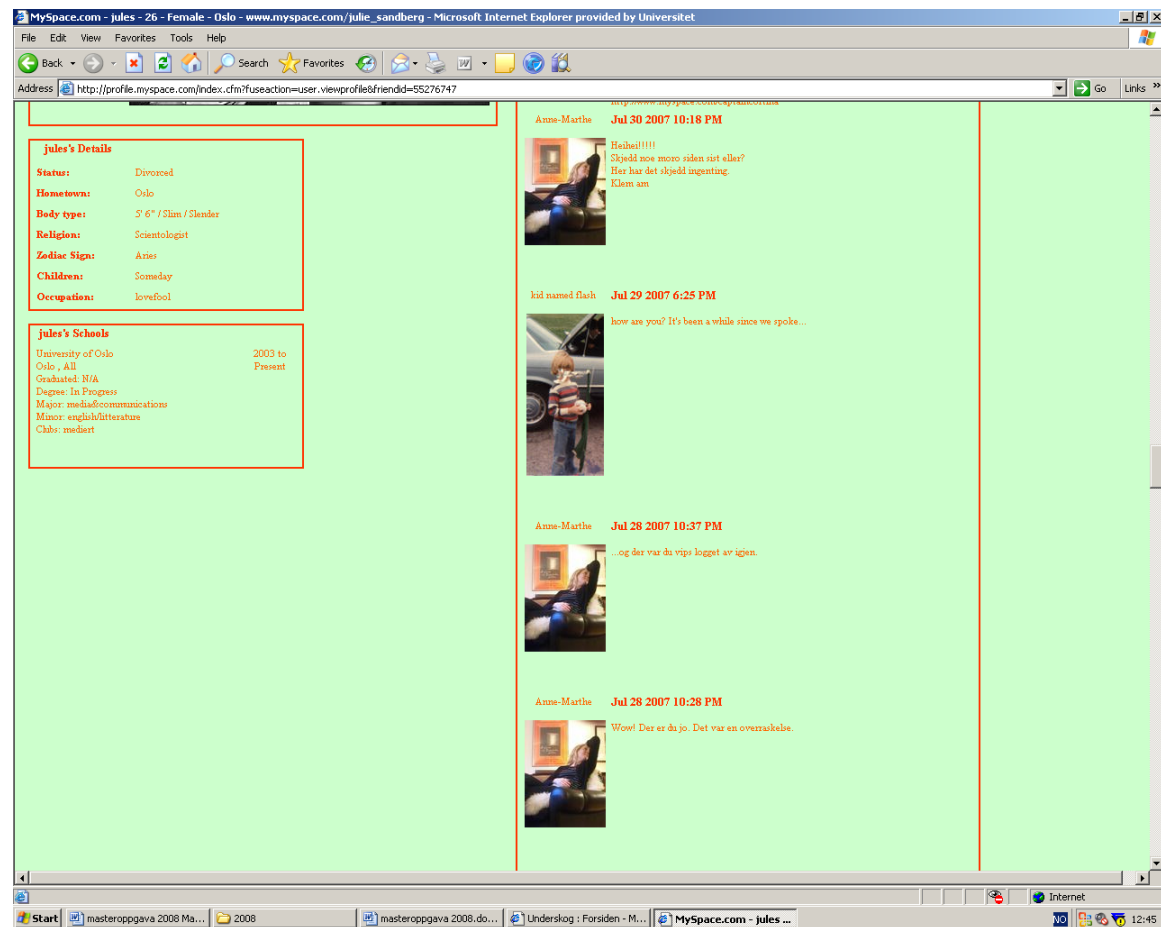 MySpace.com - jules - 26 - Female - Oslo - www.myspace.com/julie_sandberg - Microsoft Internet Explorer provided by Universitet
File Edit View Favorites Tools Help
Back Search Favorites
Address http://profile.myspace.com/index.cfm?fuseaction=user.viewprofile&friendid=55276747 Go Links »
jules's Details
Status: Divorced
Hometown: Oslo
Body type: 5' 6" / Slim / Slender
Religion: Scientologist
Zodiac Sign: Aries
Children: Someday
Occupation: lovefool
jules's Schools
University of Oslo 2003 to
Oslo , All Present
Graduated: N/A
Degree: In Progress
Major: media&communications
Minor: english/litterature
Clubs: mediert
http://www.myspace.com/captaincortina
Anne-Marthe Jul 30 2007 10:18 PM
Heihei!!!!!
Skjedd noe moro siden sist eller?
Her har det skjedd ingenting.
Klem am
kid named flash Jul 29 2007 6:25 PM
how are you? It's been a while since we spoke...
Anne-Marthe Jul 28 2007 10:37 PM
...og der var du vips logget av igjen.
Anne-Marthe Jul 28 2007 10:28 PM
Wow! Der er du jo. Det var en overraskelse.
Internet
Start masteroppgava 2008 Ma... 2008 masteroppgava 2008.do... Underskog : Forsiden - M... MySpace.com - jules ... NO 12:45